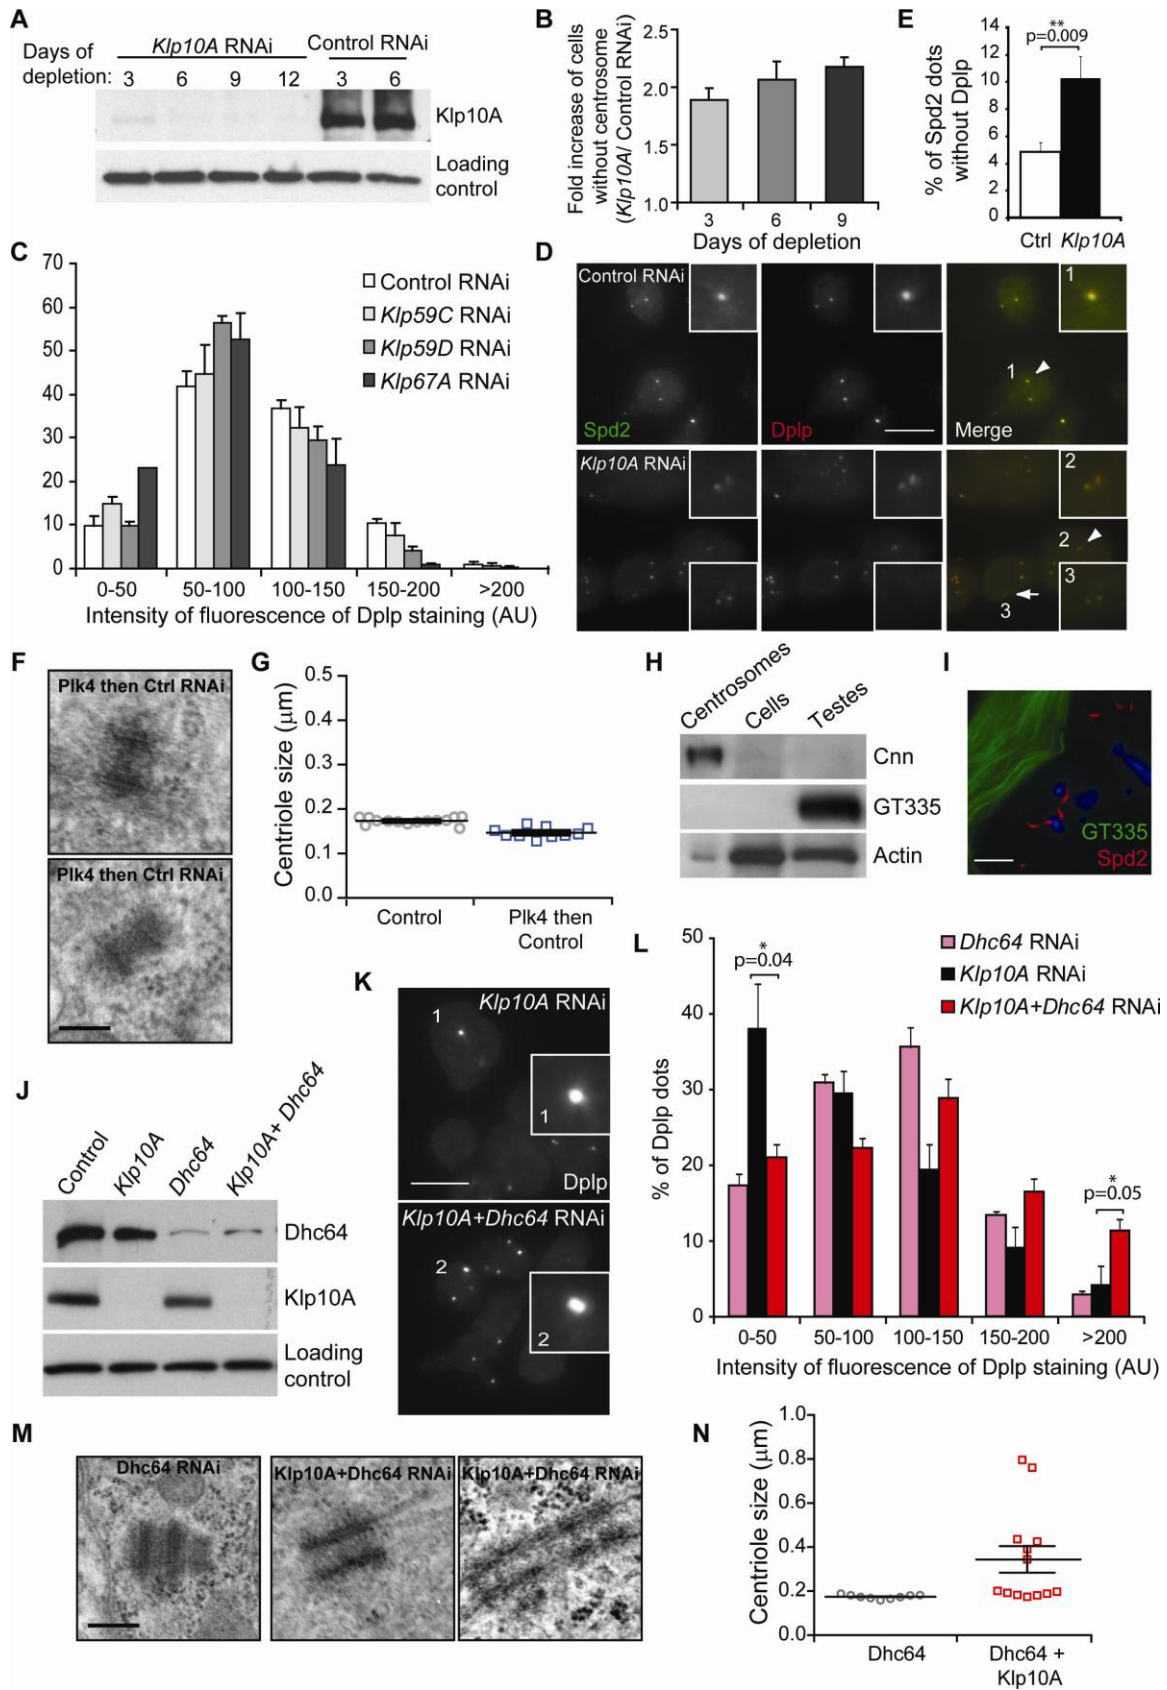 A
Klp10A RNAi Control RNAi
Days of
depletion: 3 6 9 12 3 6
Klp10A
Loading
control
B
Fold increase of cells
without centrosome
(Klp10A/ Control RNAi)
2.5
2.0
1.5
1.0
3 6 9
Days of depletion
E
**
p=0.009
% of Spd2 dots
without Dplp
14
12
10
8
6
4
2
0
Ctrl Klp10A
C
70
60
50
40
30
20
10
0
Control RNAi
Klp59C RNAi
Klp59D RNAi
Klp67A RNAi
0-50 50-100 100-150 150-200 >200
Intensity of fluorescence of Dplp staining (AU)
D
Control RNAi
1
1
Spd2
Dplp
Merge
Klp10A RNAi
2
2
3
3
F
Plk4 then Ctrl RNAi
Plk4 then Ctrl RNAi
G
Centriole size (μm)
0.5
0.4
0.3
0.2
0.1
0.0
Control
Plk4 then
Control
H
Centrosomes
Cells
Testes
Cnn
GT335
Actin
I
GT335
Spd2
J
Control
Klp10A
Dhc64
Klp10A+ Dhc64
Dhc64
Klp10A
Loading
control
K
Klp10A RNAi
1
1
Dplp
Klp10A+Dhc64 RNAi
2
2
L
Dhc64 RNAi
Klp10A RNAi
Klp10A+Dhc64 RNAi
% of Dplp dots
50
40
30
20
10
0
*
p=0.04
*
p=0.05
0-50 50-100 100-150 150-200 >200
Intensity of fluorescence of Dplp staining (AU)
M
Dhc64 RNAi
Klp10A+Dhc64 RNAi
Klp10A+Dhc64 RNAi
N
Centriole size (μm)
1.0
0.8
0.6
0.4
0.2
0.0
Dhc64
Dhc64 +
Klp10A